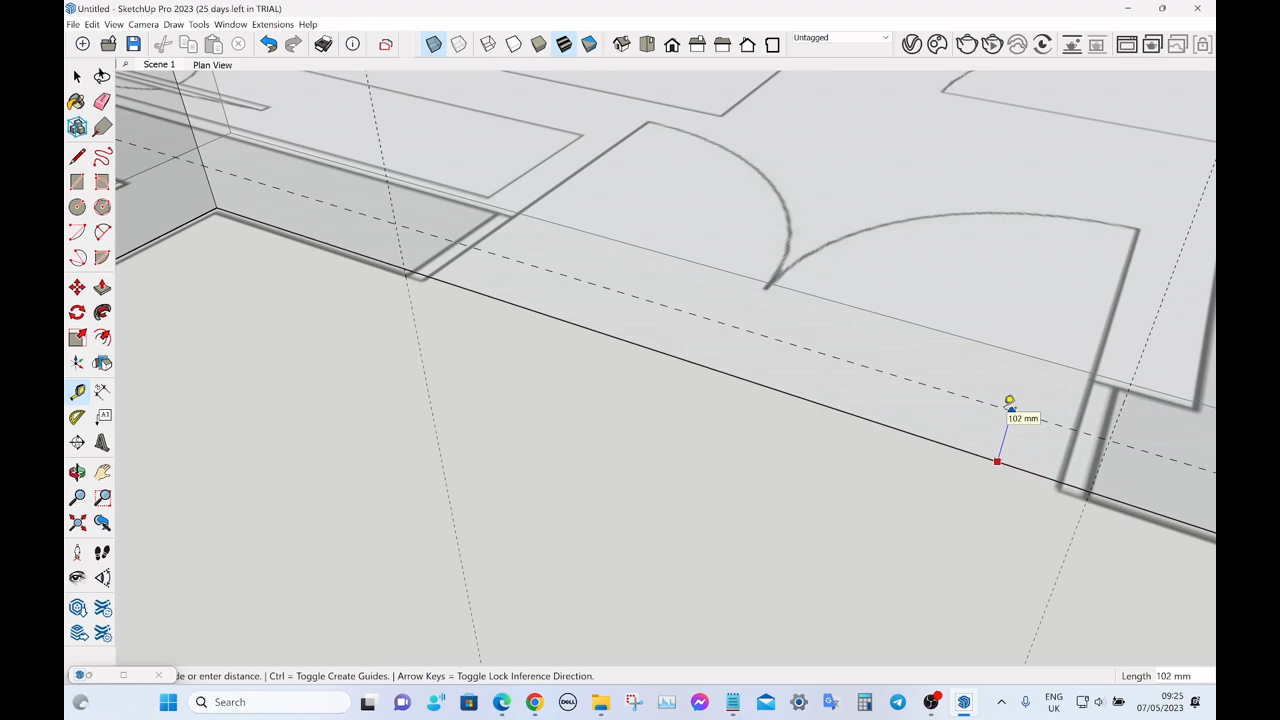 Untitled - SketchUp Pro 2023 (25 days left in TRIAL)
File Edit View Camera Draw Tools Window Extensions Help
Untagged
Scene 1 Plan View
A1
102 mm
de or enter distance. | Ctrl = Toggle Create Guides. | Arrow Keys = Toggle Lock Inference Direction.
Length 102 mm
Search
DELL
ENG
UK
09:25
07/05/2023